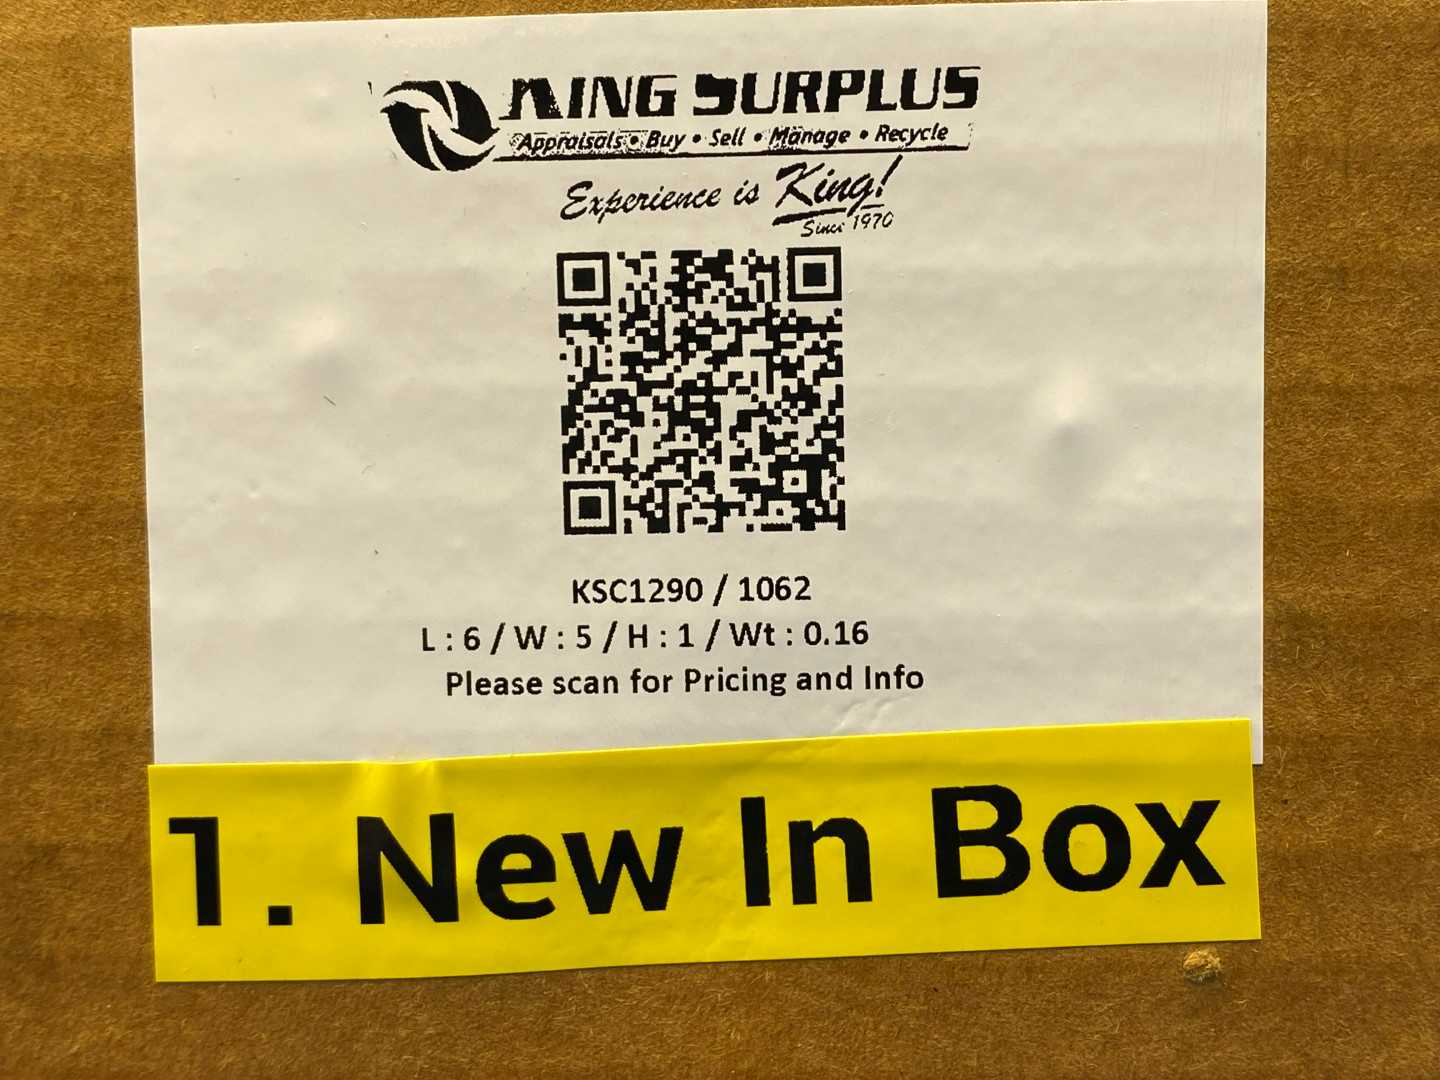 KING SURPLUS
Appraisals • Buy • Sell • Manage • Recycle
Experience is King!
Since 1970
KSC1290 / 1062
L : 6 / W : 5 / H : 1 / Wt : 0.16
Please scan for Pricing and Info
1. New In Box